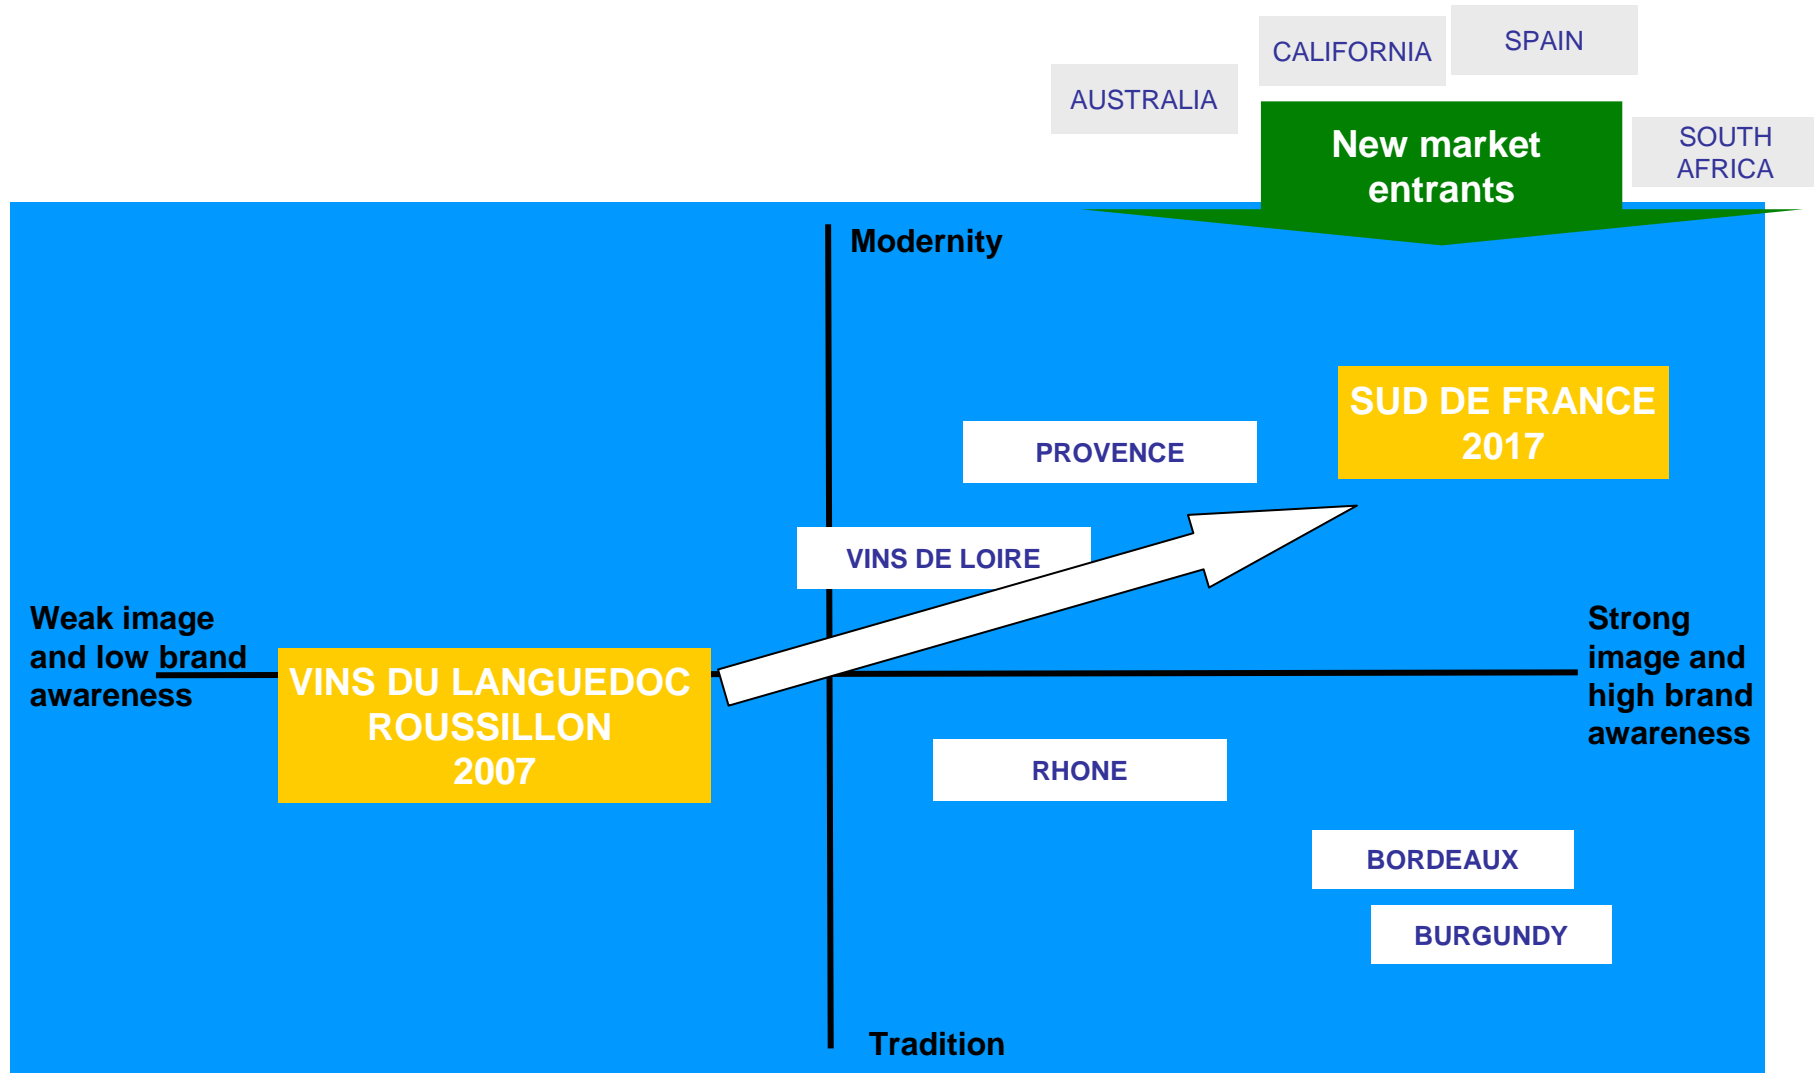 CALIFORNIA
SPAIN
AUSTRALIA
New market
entrants
SOUTH
AFRICA
Modernity
SUD DE FRANCE
2017
PROVENCE
VINS DE LOIRE
Weak image
and low brand
awareness
Strong
image and
high brand
awareness
VINS DU LANGUEDOC
ROUSSILLON
2007
RHONE
BORDEAUX
BURGUNDY
Tradition